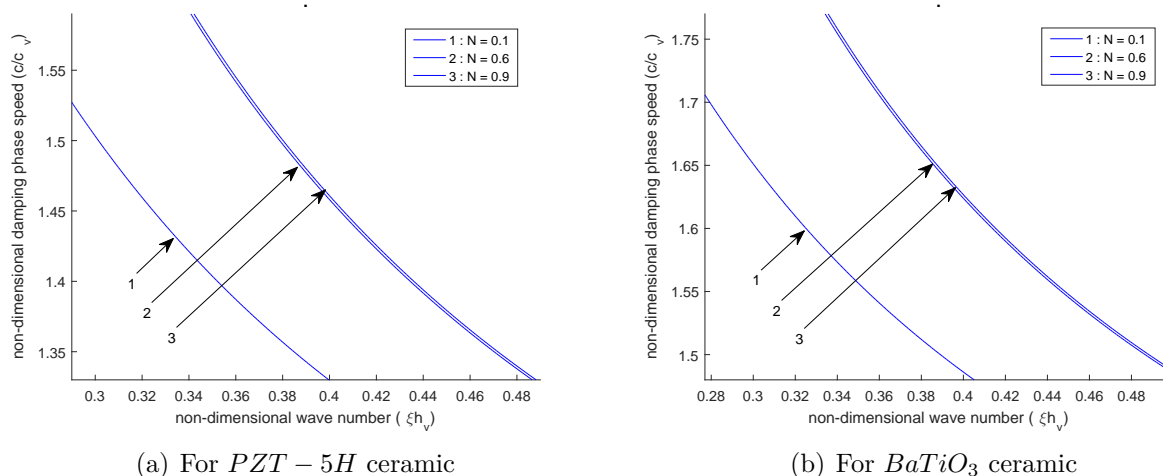 1 : N = 0.1
2 : N = 0.6
3 : N = 0.9
1.55
1.5
1.45
1.4
1.35
non-dimensional damping phase speed (c/c v)
1
2
3
0.3 0.32 0.34 0.36 0.38 0.4 0.42 0.44 0.46 0.48
non-dimensional wave number ( ξhv)
(a) For PZT − 5H ceramic
1 : N = 0.1
2 : N = 0.6
3 : N = 0.9
1.75
1.7
1.65
1.6
1.55
1.5
non-dimensional damping phase speed (c/c v)
1
2
3
0.28 0.3 0.32 0.34 0.36 0.38 0.4 0.42 0.44 0.46 0.48
non-dimensional wave number ( ξhv)
(b) For BaTiO3 ceramic